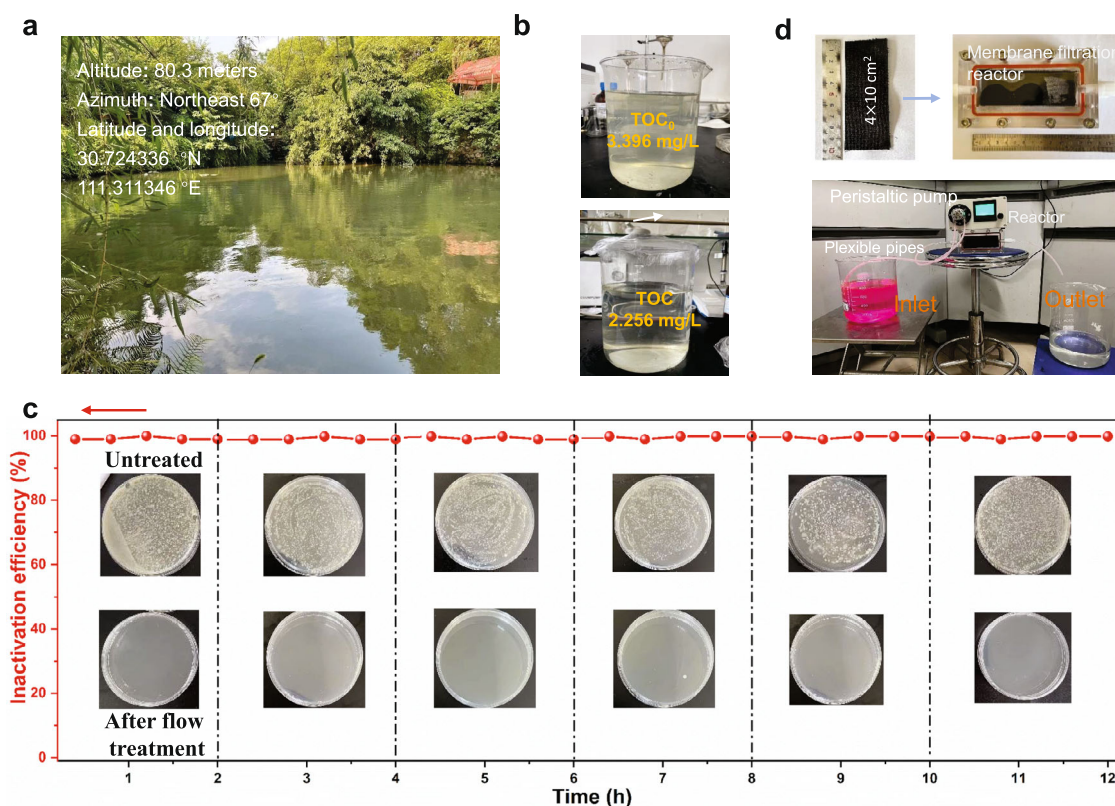 a
Altitude: 80.3 meters
Azimuth: Northeast 67°
Latitude and longitude:
30.724336 °N
111.311346 °E
b
TOC₀
3.396 mg/L
TOC
2.256 mg/L
d
4×10 cm²
Membrane filtration
reactor
Peristaltic pump
Reactor
Plexible pipes
Inlet
Outlet
c
Inactivation efficiency (%)
100
80
60
40
20
0
Untreated
After flow
treatment
1 2 3 4 5 6 7 8 9 10 11 12
Time (h)